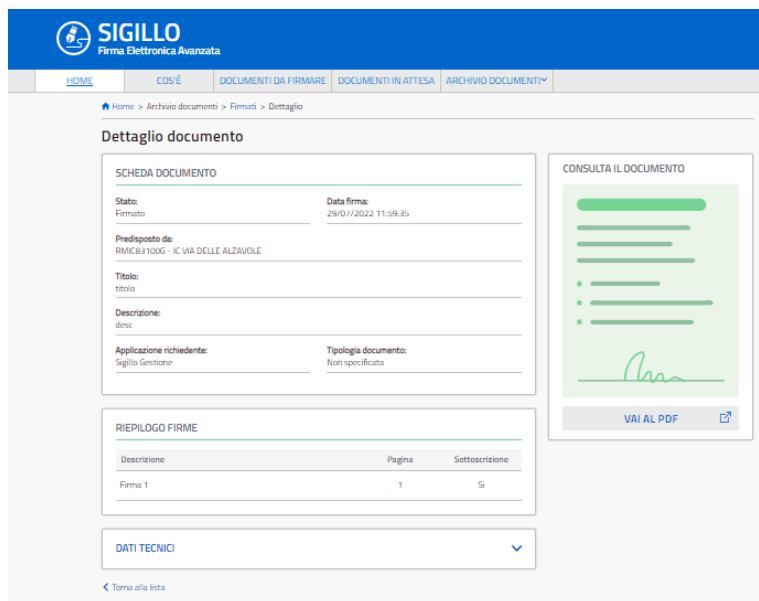 SIGILLO
Firma Elettronica Avanzata
HOME COS'È DOCUMENTI DA FIRMARE DOCUMENTI IN ATTESA ARCHIVIO DOCUMENTI
Home > Archivio documenti > Firmati > Dettaglio
Dettaglio documento
SCHEDA DOCUMENTO
Stato: Data firma:
Firmato 29/07/2022 11:59:35
Predisposto da:
RMIC83100G - IC VIA DELLE ALZAVOLE
Titolo:
titolo
Descrizione:
desc
Applicazione richiedente: Tipologia documento:
Sigillo Gestione Non specificata
CONSULTA IL DOCUMENTO
VAI AL PDF
RIEPILOGO FIRME
Descrizione Pagina Sottoscrizione
Firma 1 1 Si
DATI TECNICI
Torna alla lista